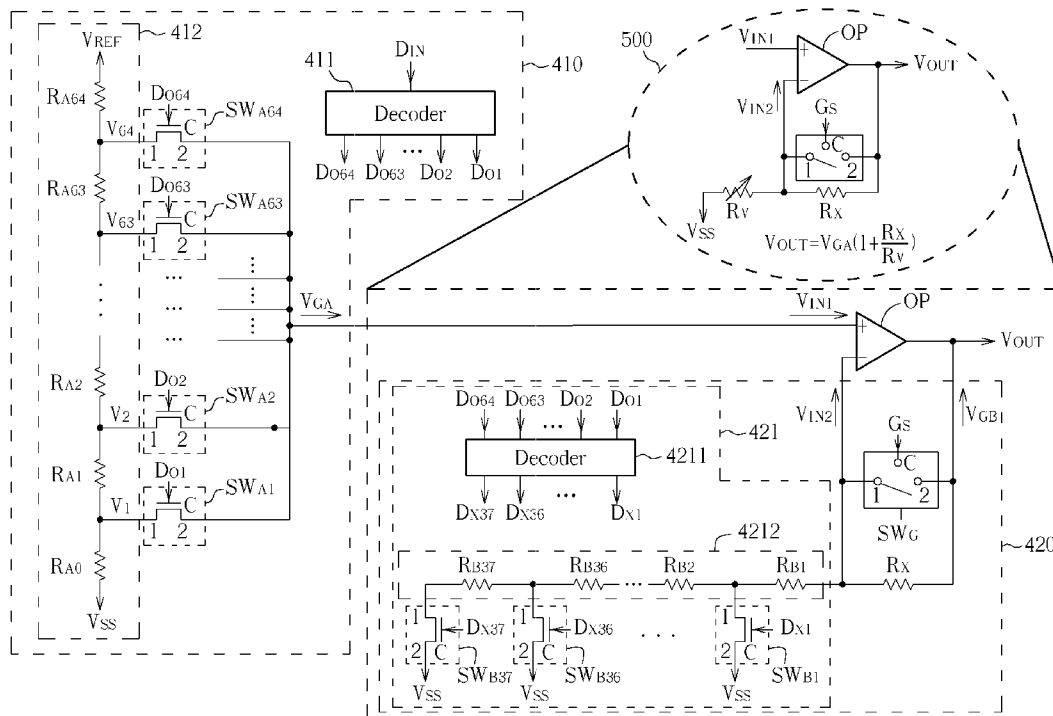 412
VREF
RA64
DO64
SWA64
V64
1 2 C
RA63
DO63
SWA63
V63
1 2 C
...
...
...
RA2
DO2
SWA2
V2
1 2 C
RA1
DO1
SWA1
V1
1 2 C
RA0
VSS
VGA
410
DIN
411
Decoder
DO64 DO63 ... DO2 DO1
500
VIN1
OP
VOUT
VIN2
GS
C
1 2
VSS
RV
RX
VOUT=VGA(1+RX/RV)
VIN1
OP
VOUT
VIN2
VGB
GS
C
1 2
SWG
RX
420
421
DO64 DO63 ... DO2 DO1
Decoder
4211
DX37 DX36 ... DX1
4212
RB37 RB36 ... RB2 RB1
1 DX37 1 DX36 ... 1 DX1
2 C 2 C 2 C
SWB37 SWB36 SWB1
VSS VSS VSS